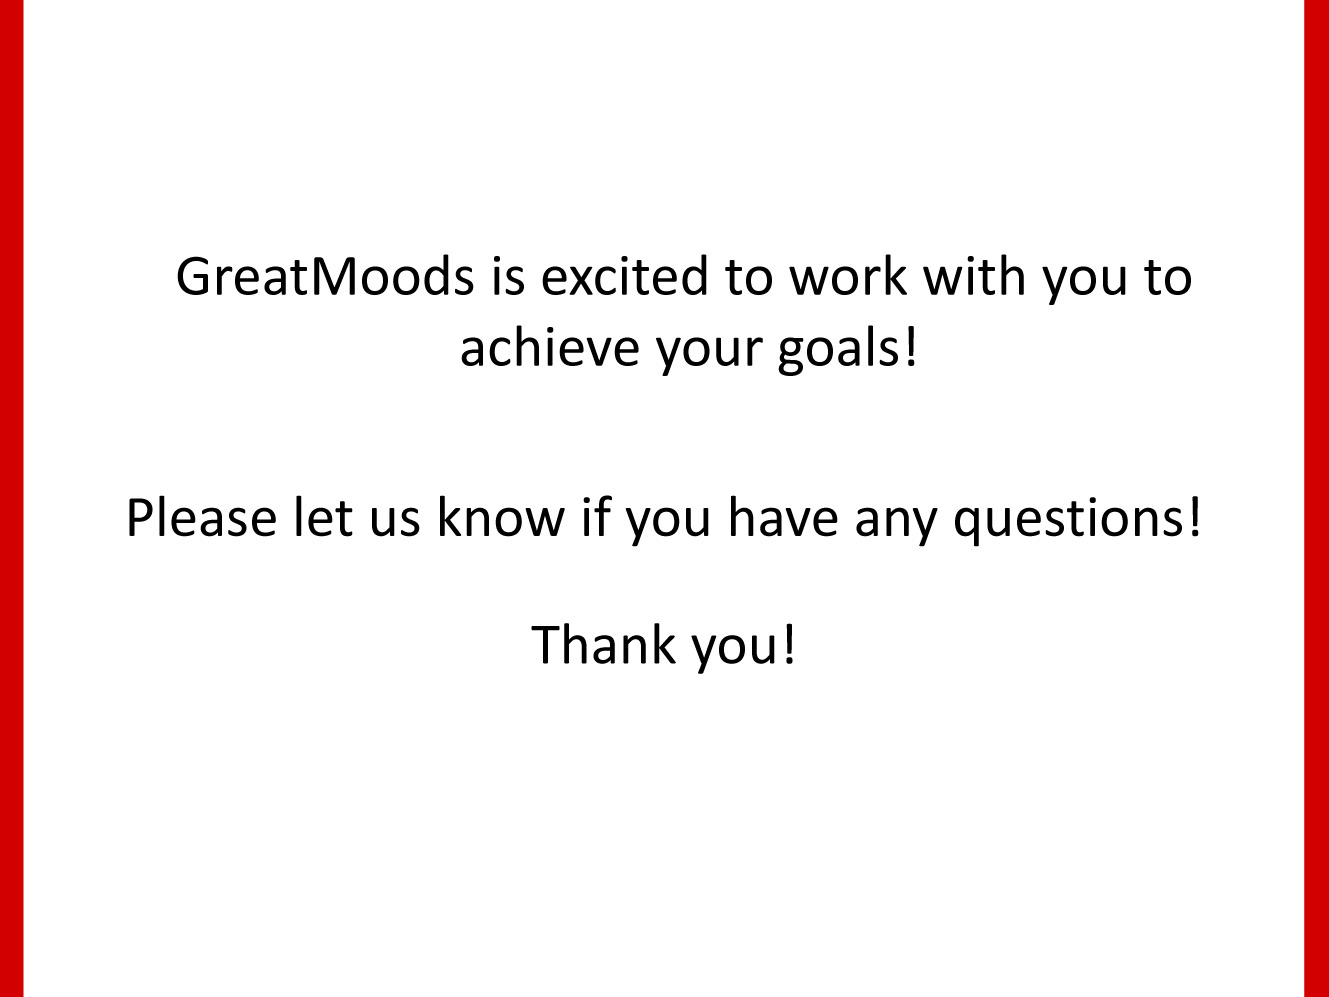 GreatMoods is excited to work with you to
achieve your goals!
Please let us know if you have any questions!
Thank you!